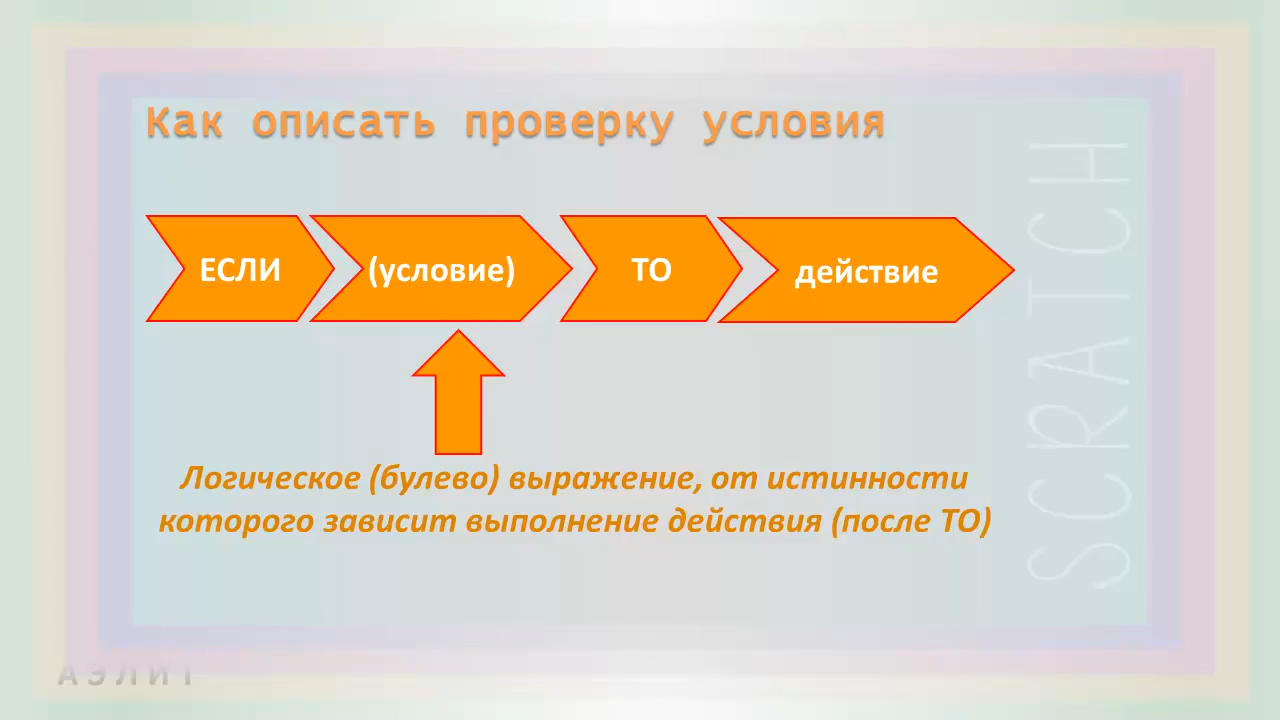 Как описать проверку условия
ЕСЛИ (условие) ТО действие
Логическое (булево) выражение, от истинности
которого зависит выполнение действия (после ТО)
SCRATCH